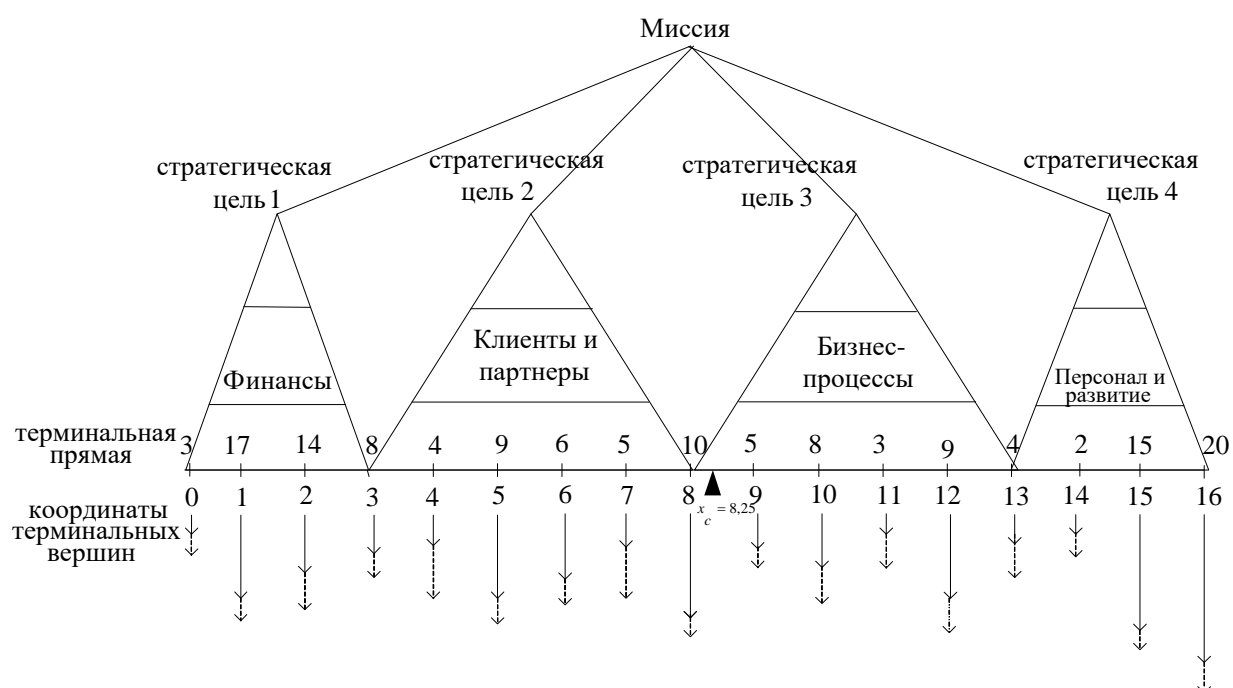 Миссия
стратегическая
цель 1
стратегическая
цель 2
стратегическая
цель 3
стратегическая
цель 4
Финансы
Клиенты и
партнеры
Бизнес-
процессы
Персонал и
развитие
терминальная
прямая
3 17 14 8 4 9 6 5 10 5 8 3 9 4 2 15 20
0 1 2 3 4 5 6 7 8 9 10 11 12 13 14 15 16
x_c = 8,25
координаты
терминальных
вершин